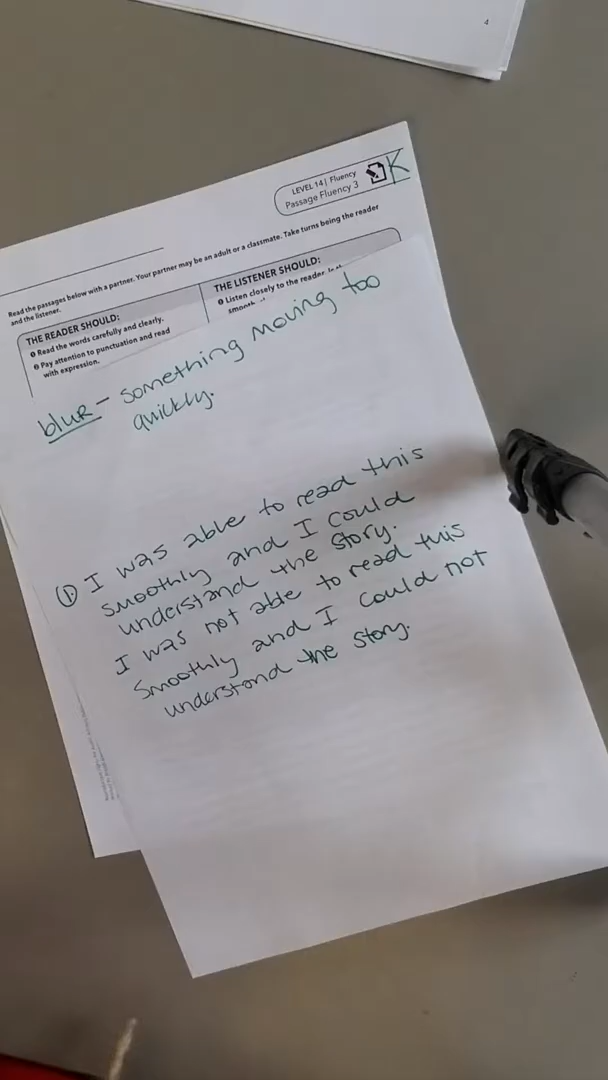 4
LEVEL 14 | Fluency
Passage Fluency 3
K
Read the passages below with a partner. Your partner may be an adult or a classmate. Take turns being the reader
and the listener.
THE READER SHOULD:
❶ Read the words carefully and clearly.
❷ Pay attention to punctuation and read
with expression.
THE LISTENER SHOULD:
❶ Listen closely to the reader.
blur - something moving too
quickly.
① I was able to read this
smoothly and I could
understand the story.
I was not able to read this
smoothly and I could not
understand the story.